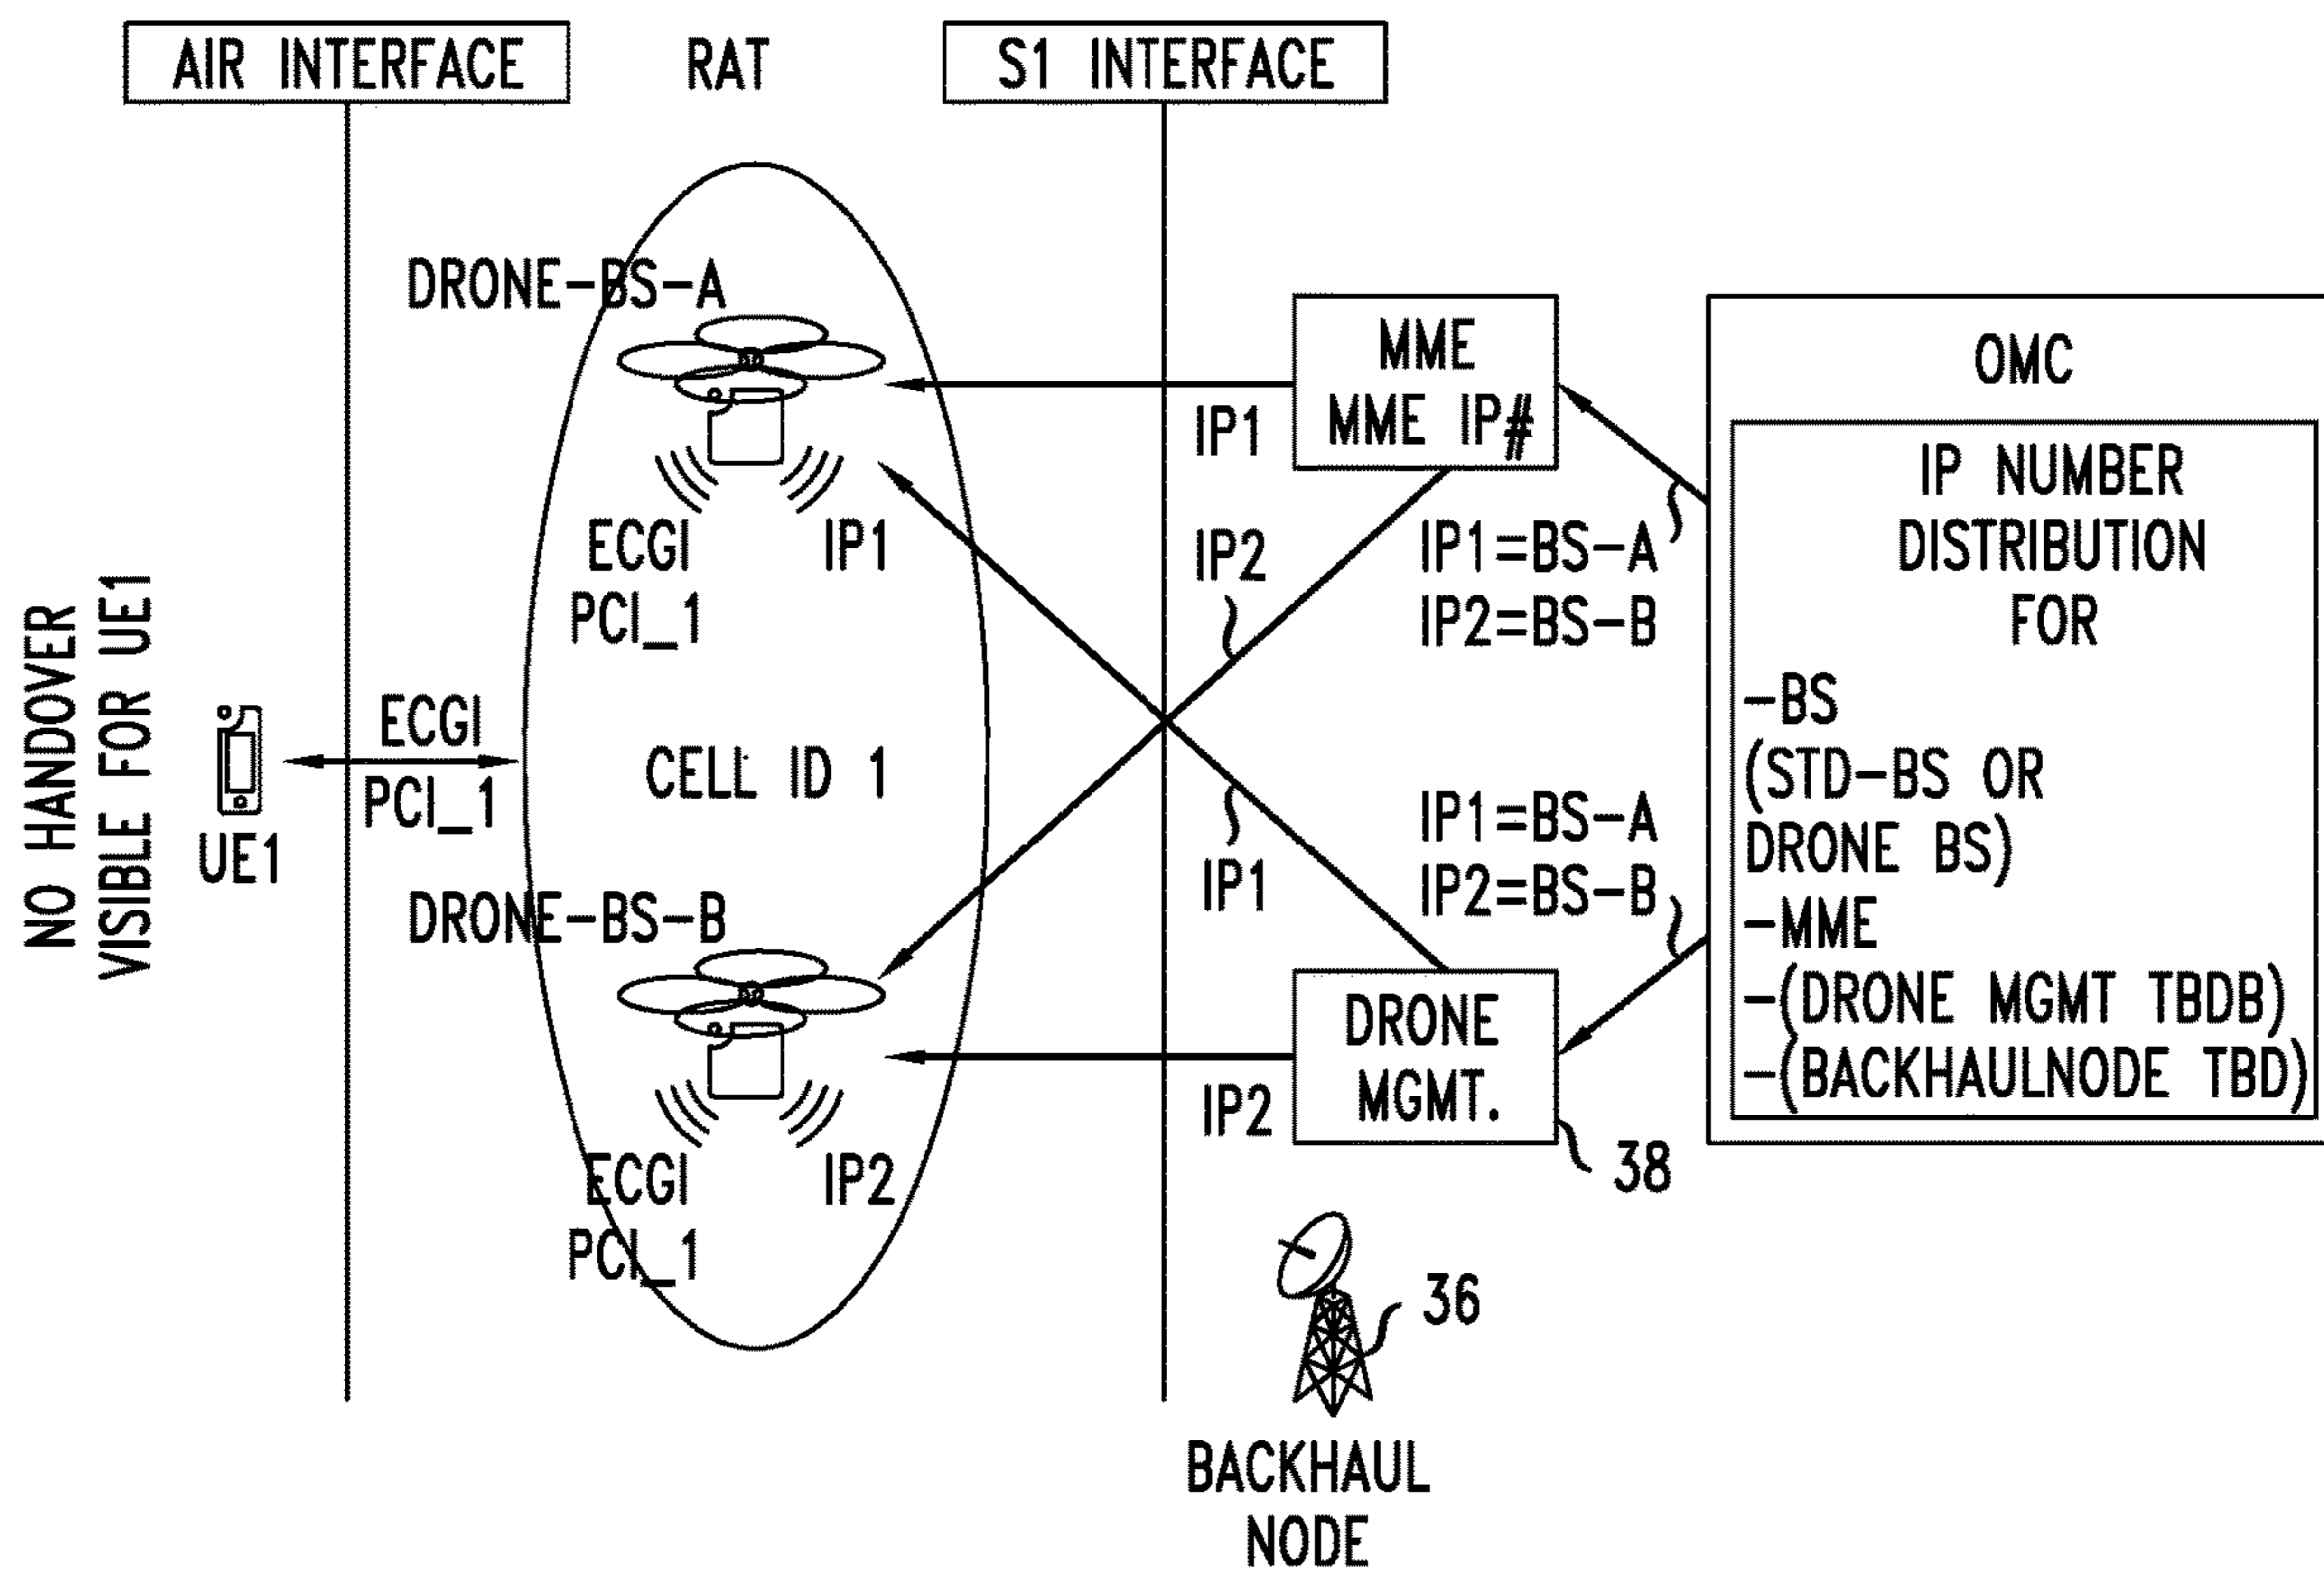 AIR INTERFACE
RAT
S1 INTERFACE
DRONE-BS-A
ECGI
PCI_1
IP1
NO HANDOVER
VISIBLE FOR UE1
UE1
ECGI
PCI_1
CELL ID 1
DRONE-BS-B
ECGI
PCI_1
IP2
IP1
IP2
IP1
IP2
MME
MME IP#
IP1=BS-A
IP2=BS-B
IP1=BS-A
IP2=BS-B
DRONE
MGMT.
38
36
BACKHAUL
NODE
OMC
IP NUMBER
DISTRIBUTION
FOR
-BS
(STD-BS OR
DRONE BS)
-MME
-(DRONE MGMT TBDB)
-(BACKHAULNODE TBD)